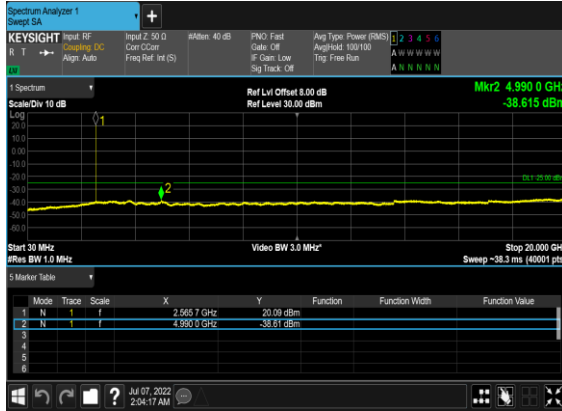 Spectrum Analyzer 1
Swept SA
+
KEYSIGHT Input: RF Input Z: 50 Ω #Atten: 40 dB PNO: Fast Avg Type: Power (RMS) 1 2 3 4 5 6
R T Coupling: DC Corr CCorr Gate: Off Avg|Hold: 100/100 A W W W W W
Align: Auto Freq Ref: Int (S) IF Gain: Low Trig: Free Run
Sig Track: Off A N N N N N
1 Spectrum Ref Lvl Offset 8.00 dB Mkr2 4.990 0 GHz
Scale/Div 10 dB Ref Level 30.00 dBm -38.615 dBm
Log
20.0
10.0
0.00
-10.0
-20.0
-30.0
-40.0
-50.0
-60.0
1
2
DL1 -25.00 dBm
Start 30 MHz Video BW 3.0 MHz* Stop 20.000 GHz
#Res BW 1.0 MHz Sweep ~38.3 ms (40001 pts)
5 Marker Table
Mode Trace Scale X Y Function Function Width Function Value
1 N 1 f 2.565 7 GHz 20.09 dBm
2 N 1 f 4.990 0 GHz -38.61 dBm
3
4
5
6
? Jul 07, 2022
2:04:17 AM